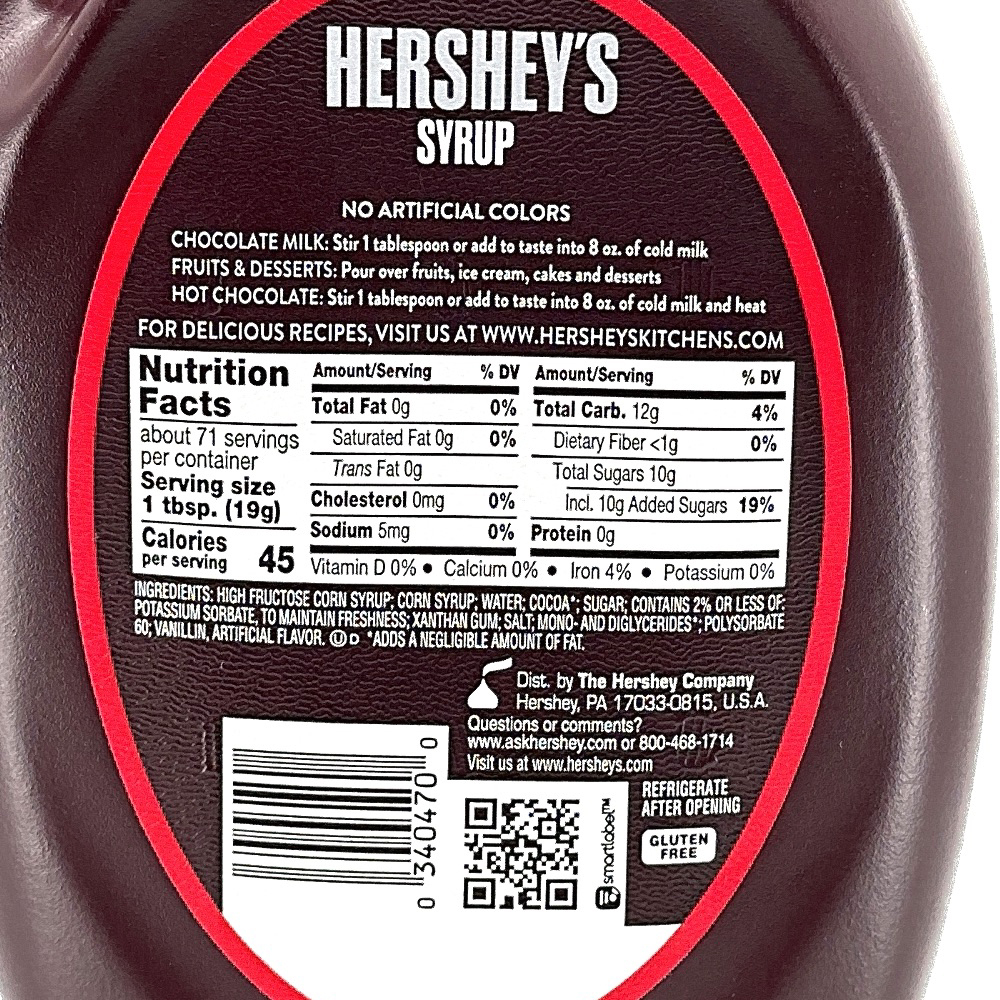 HERSHEY'S
SYRUP
NO ARTIFICIAL COLORS
CHOCOLATE MILK: Stir 1 tablespoon or add to taste into 8 oz. of cold milk
FRUITS & DESSERTS: Pour over fruits, ice cream, cakes and desserts
HOT CHOCOLATE: Stir 1 tablespoon or add to taste into 8 oz. of cold milk and heat
FOR DELICIOUS RECIPES, VISIT US AT WWW.HERSHEYSKITCHENS.COM
Nutrition
Facts
about 71 servings
per container
Serving size
1 tbsp. (19g)
Calories
per serving 45
Amount/Serving % DV
Total Fat 0g 0%
Saturated Fat 0g 0%
Trans Fat 0g
Cholesterol 0mg 0%
Sodium 5mg 0%
Amount/Serving % DV
Total Carb. 12g 4%
Dietary Fiber <1g 0%
Total Sugars 10g
Incl. 10g Added Sugars 19%
Protein 0g
Vitamin D 0% • Calcium 0% • Iron 4% • Potassium 0%
INGREDIENTS: HIGH FRUCTOSE CORN SYRUP; CORN SYRUP; WATER; COCOA*; SUGAR; CONTAINS 2% OR LESS OF:
POTASSIUM SORBATE, TO MAINTAIN FRESHNESS; XANTHAN GUM; SALT; MONO- AND DIGLYCERIDES*; POLYSORBATE
60; VANILLIN, ARTIFICIAL FLAVOR. Ⓤ D *ADDS A NEGLIGIBLE AMOUNT OF FAT.
Dist. by The Hershey Company
Hershey, PA 17033-0815, U.S.A.
Questions or comments?
www.askhershey.com or 800-468-1714
Visit us at www.hersheys.com
REFRIGERATE
AFTER OPENING
GLUTEN
FREE
0 340470 0
smartlabel™